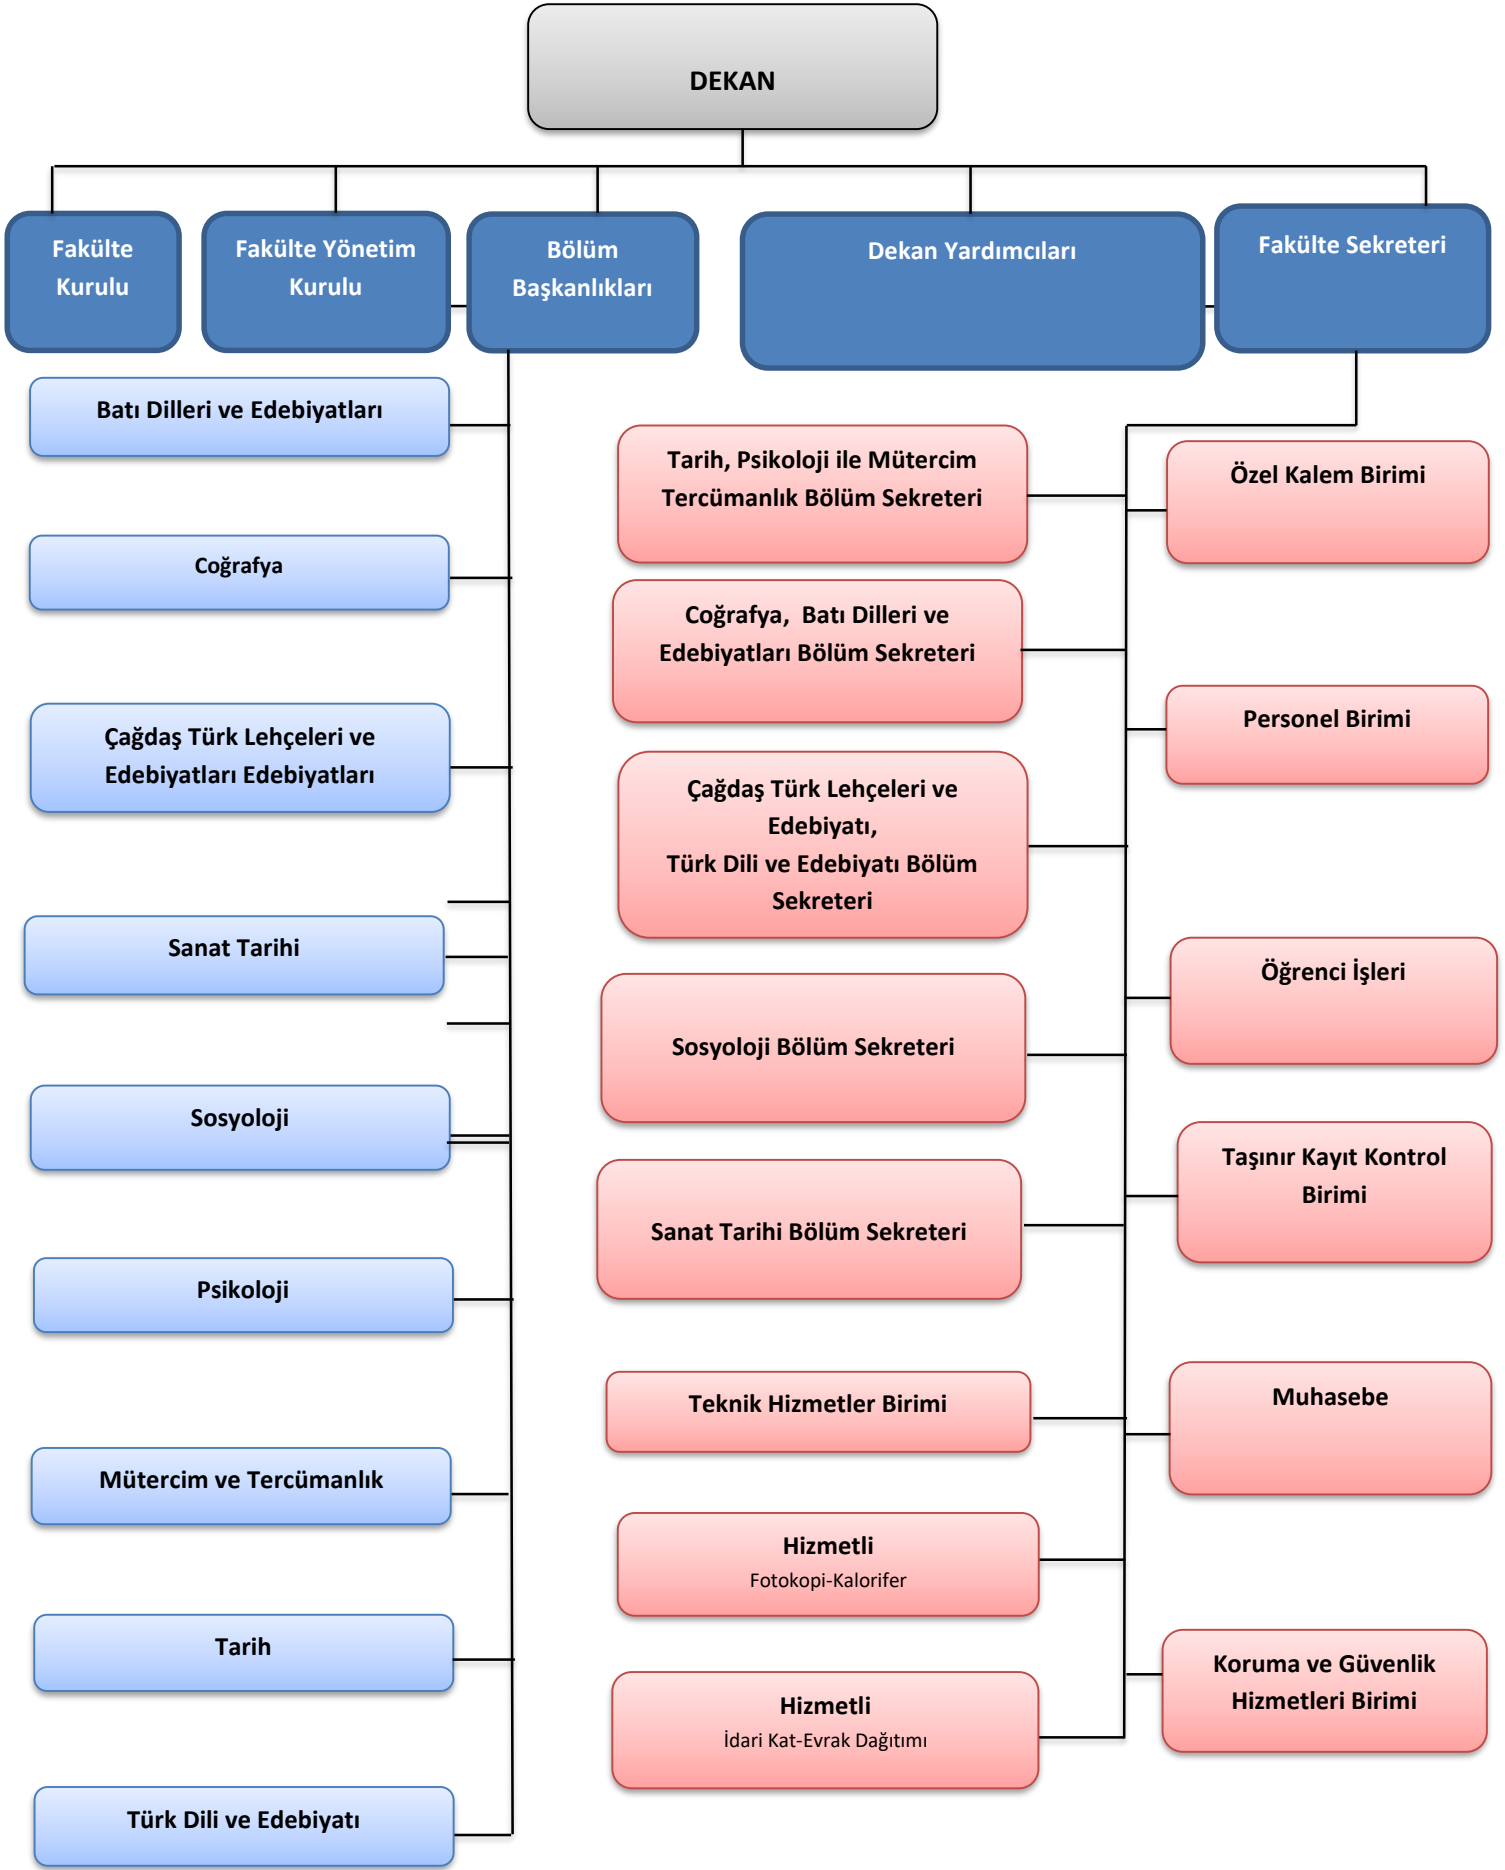 DEKAN
Fakülte
Kurulu
Fakülte Yönetim
Kurulu
Bölüm
Başkanlıkları
Dekan Yardımcıları
Fakülte Sekreteri
Batı Dilleri ve Edebiyatları
Coğrafya
Çağdaş Türk Lehçeleri ve
Edebiyatları Edebiyatları
Sanat Tarihi
Sosyoloji
Psikoloji
Mütercim ve Tercümanlık
Tarih
Türk Dili ve Edebiyatı
Tarih, Psikoloji ile Mütercim
Tercümanlık Bölüm Sekreteri
Coğrafya, Batı Dilleri ve
Edebiyatları Bölüm Sekreteri
Çağdaş Türk Lehçeleri ve
Edebiyatı,
Türk Dili ve Edebiyatı Bölüm
Sekreteri
Sosyoloji Bölüm Sekreteri
Sanat Tarihi Bölüm Sekreteri
Teknik Hizmetler Birimi
Hizmetli
Fotokopi-Kalorifer
Hizmetli
İdari Kat-Evrak Dağıtımı
Özel Kalem Birimi
Personel Birimi
Öğrenci İşleri
Taşınır Kayıt Kontrol
Birimi
Muhasebe
Koruma ve Güvenlik
Hizmetleri Birimi